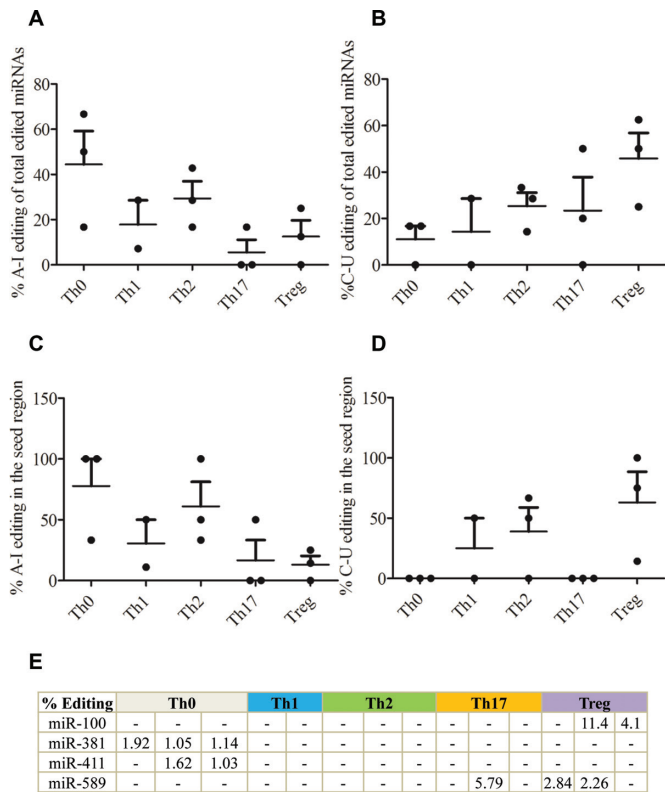 A
B
% A-I editing of total edited miRNAs
80
60
40
20
0
Th0 Th1 Th2 Th17 Treg
%C-U editing of total edited miRNAs
80
60
40
20
0
Th0 Th1 Th2 Th17 Treg
C
D
% A-I editing in the seed region
150
100
50
0
Th0 Th1 Th2 Th17 Treg
% C-U editing in the seed region
150
100
50
0
Th0 Th1 Th2 Th17 Treg
E
% Editing Th0 Th1 Th2 Th17 Treg
miR-100 - - - - - - - - - - - - 11.4 4.1
miR-381 1.92 1.05 1.14 - - - - - - - - - - -
miR-411 - 1.62 1.03 - - - - - - - - - - -
miR-589 - - - - - - - - - 5.79 - 2.84 2.26 -